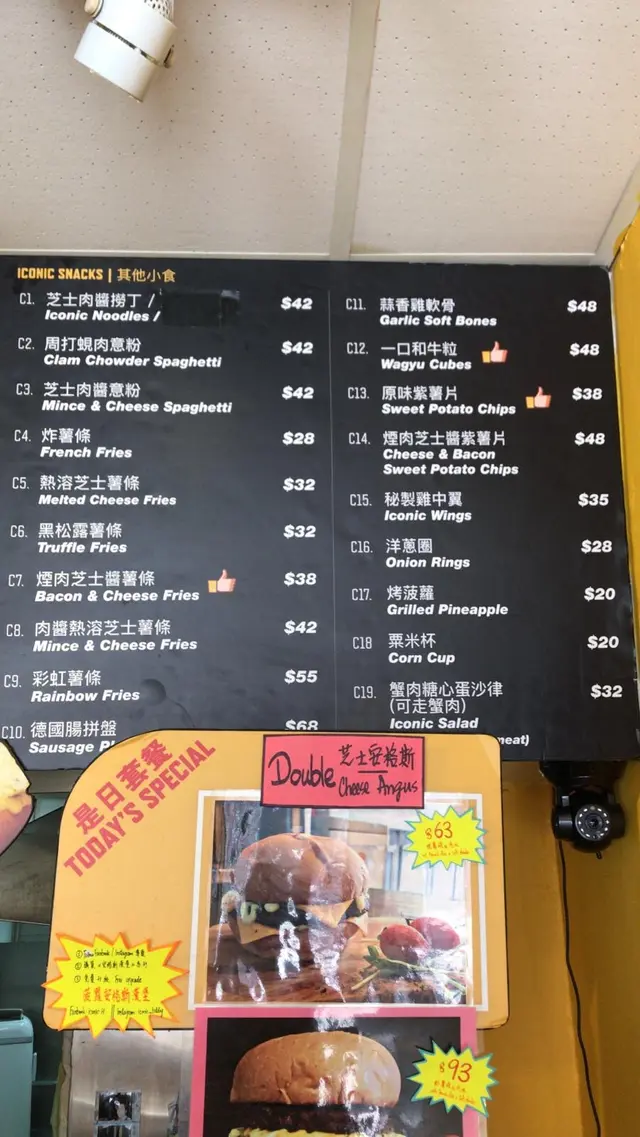 ICONIC SNACKS | 其他小食
C1. 芝士肉醬撈丁 /
Iconic Noodles / $42
C2. 周打蜆肉意粉
Clam Chowder Spaghetti $42
C3. 芝士肉醬意粉
Mince & Cheese Spaghetti $42
C4. 炸薯條
French Fries $28
C5. 熱溶芝士薯條
Melted Cheese Fries $32
C6. 黑松露薯條
Truffle Fries $32
C7. 煙肉芝士醬薯條
Bacon & Cheese Fries $38
C8. 肉醬熱溶芝士薯條
Mince & Cheese Fries $42
C9. 彩虹薯條
Rainbow Fries $55
C10. 德國腸拼盤
Sausage $68
C11. 蒜香雞軟骨
Garlic Soft Bones $48
C12. 一口和牛粒
Wagyu Cubes $48
C13. 原味紫薯片
Sweet Potato Chips $38
C14. 煙肉芝士醬紫薯片
Cheese & Bacon
Sweet Potato Chips $48
C15. 秘製雞中翼
Iconic Wings $35
C16. 洋蔥圈
Onion Rings $28
C17. 烤菠蘿
Grilled Pineapple $20
C18 粟米杯
Corn Cup $20
C19. 蟹肉糖心蛋沙律
(可走蟹肉)
Iconic Salad $32
meat)
是日套餐
TODAY'S SPECIAL
Double 芝士安格斯
Cheese Angus
$63
$93